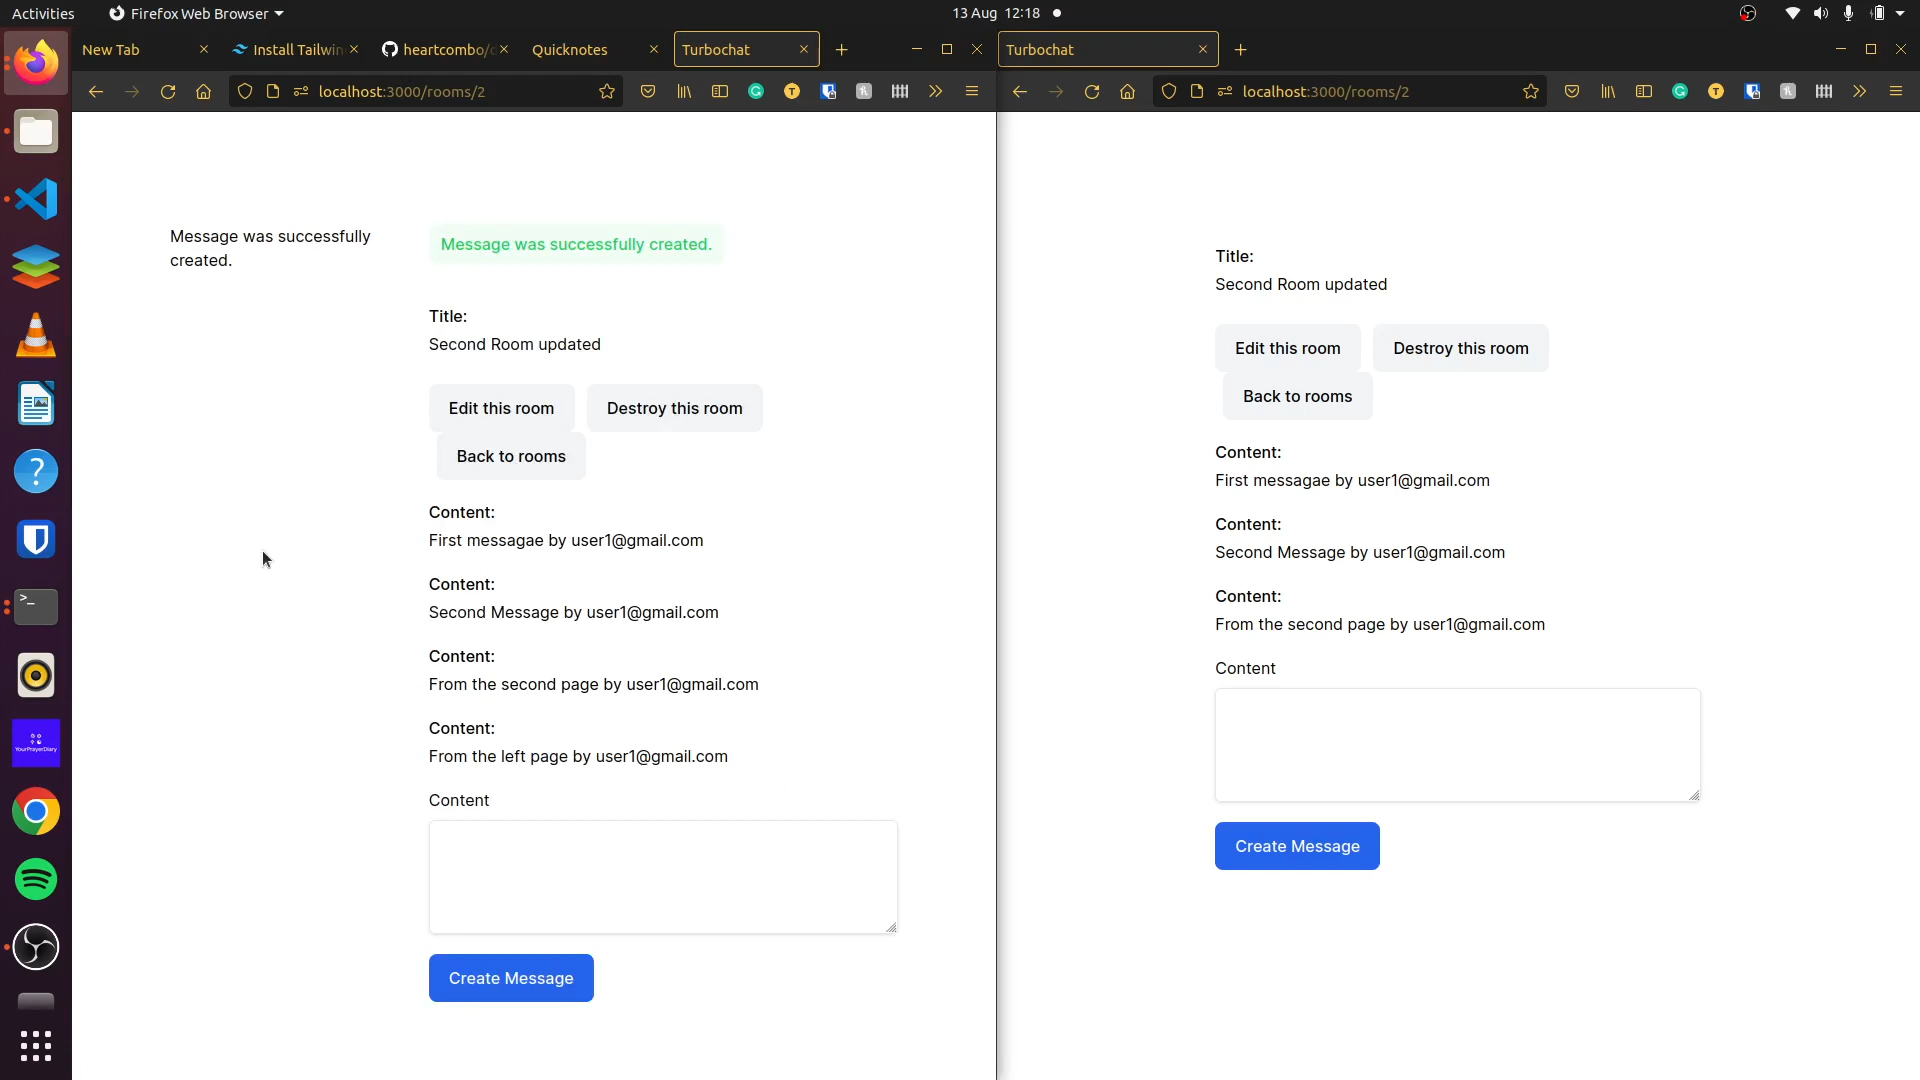 Activities
Firefox Web Browser
13 Aug 12:18
New Tab
Install Tailwin
heartcombo/d
Quicknotes
Turbochat
Turbochat
localhost:3000/rooms/2
localhost:3000/rooms/2
Message was successfully
created.
Message was successfully created.
Title:
Second Room updated
Edit this room
Destroy this room
Back to rooms
Content:
First messagae by user1@gmail.com
Content:
Second Message by user1@gmail.com
Content:
From the second page by user1@gmail.com
Content:
From the left page by user1@gmail.com
Content
Create Message
Title:
Second Room updated
Edit this room
Destroy this room
Back to rooms
Content:
First messagae by user1@gmail.com
Content:
Second Message by user1@gmail.com
Content:
From the second page by user1@gmail.com
Content
Create Message
YourPrayerDiary